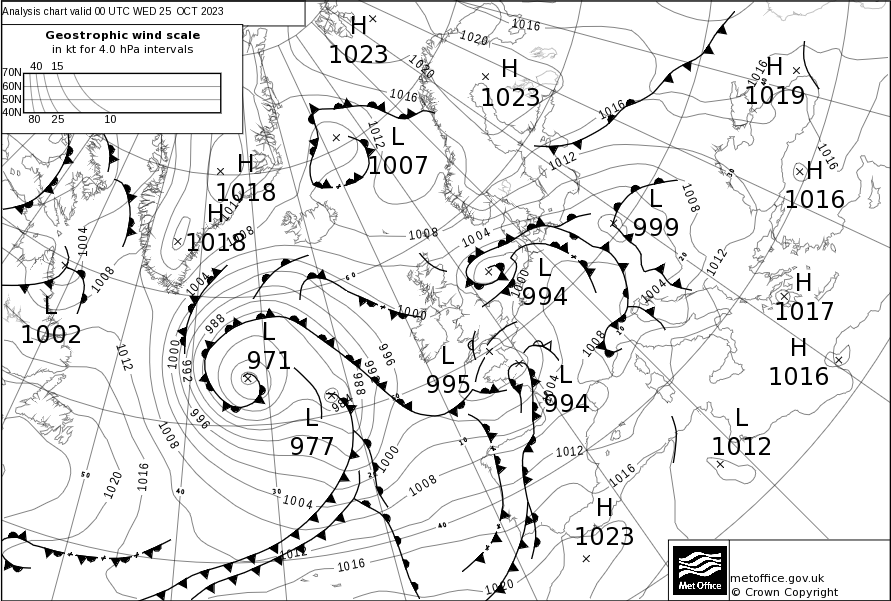 Analysis chart valid 00 UTC WED 25 OCT 2023
Geostrophic wind scale
in kt for 4.0 hPa intervals
40 15
70N
60N
50N
40N
80 25 10
H
1023
1016
1020
1020
H
1023
1016
H
1019
1016
1016
1012
L
1007
1012
1016
H
1016
H
1018
H
1018
1008
1008
1004
L
999
1008
1012
1004
1008
1004
L
994
1000
1004
H
1017
L
1002
988
1000
992
L
971
1000
996
988
L
995
1008
H
1016
1012
996
L
977
L
994
1004
L
1012
1008
1000
1012
1016
1020
1016
1004
1008
H
1023
1012
1016
1020
50
40
30
40
10
20
60
10
Met Office
metoffice.gov.uk
© Crown Copyright